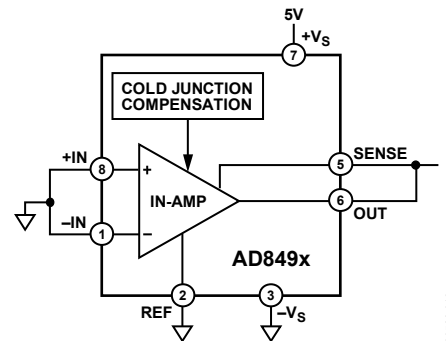 5V
+VS
7
COLD JUNCTION
COMPENSATION
+IN
8
+
IN-AMP
5
SENSE
–IN
1
–
6
OUT
AD849x
2
3
REF
–VS